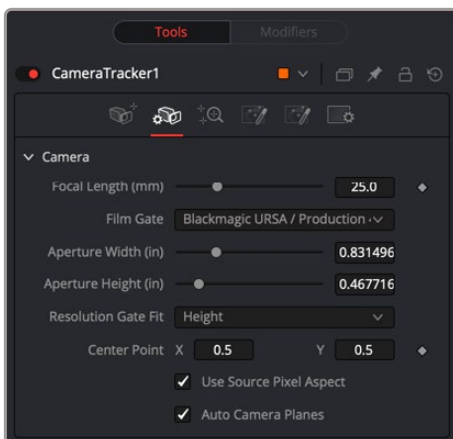 Tools Modifiers
CameraTracker1
Camera
Focal Length (mm) 25.0
Film Gate Blackmagic URSA / Production
Aperture Width (in) 0.831496
Aperture Height (in) 0.467716
Resolution Gate Fit Height
Center Point X 0.5 Y 0.5
Use Source Pixel Aspect
Auto Camera Planes